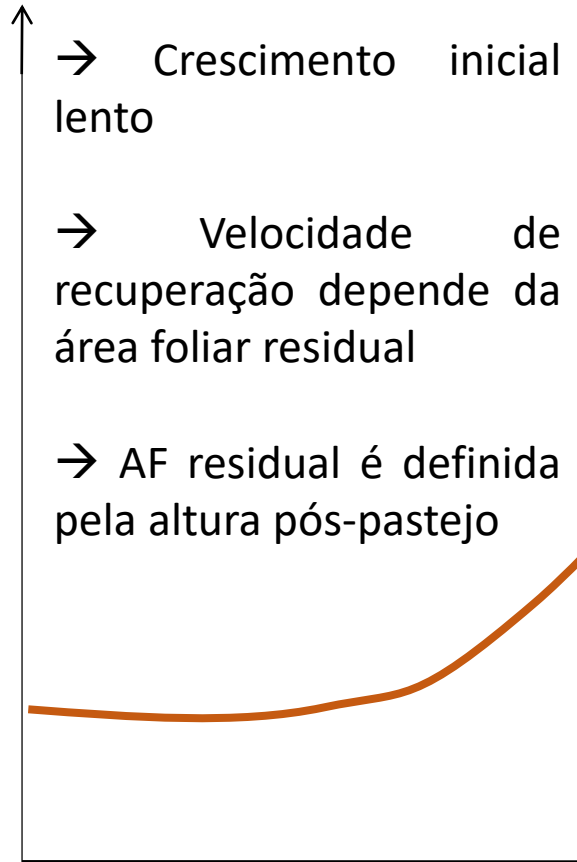 → Crescimento inicial
lento
→ Velocidade de
recuperação depende da
área foliar residual
→ AF residual é definida
pela altura pós-pastejo